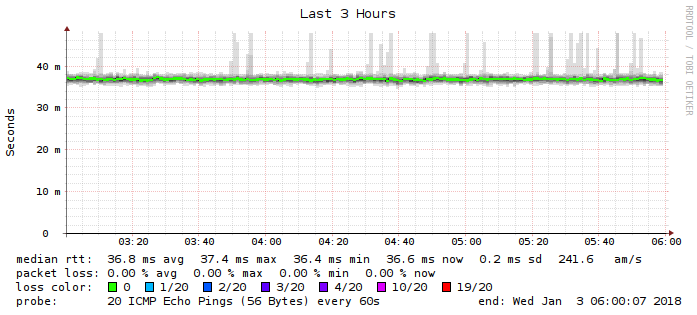 Last 3 Hours
RRDTOOL / TOBI OETIKER
Seconds
40 m
30 m
20 m
10 m
0
03:20 03:40 04:00 04:20 04:40 05:00 05:20 05:40 06:00
median rtt: 36.8 ms avg 37.4 ms max 36.4 ms min 36.6 ms now 0.2 ms sd 241.6 am/s
packet loss: 0.00 % avg 0.00 % max 0.00 % min 0.00 % now
loss color: 0 1/20 2/20 3/20 4/20 10/20 19/20
probe: 20 ICMP Echo Pings (56 Bytes) every 60s end: Wed Jan 3 06:00:07 2018